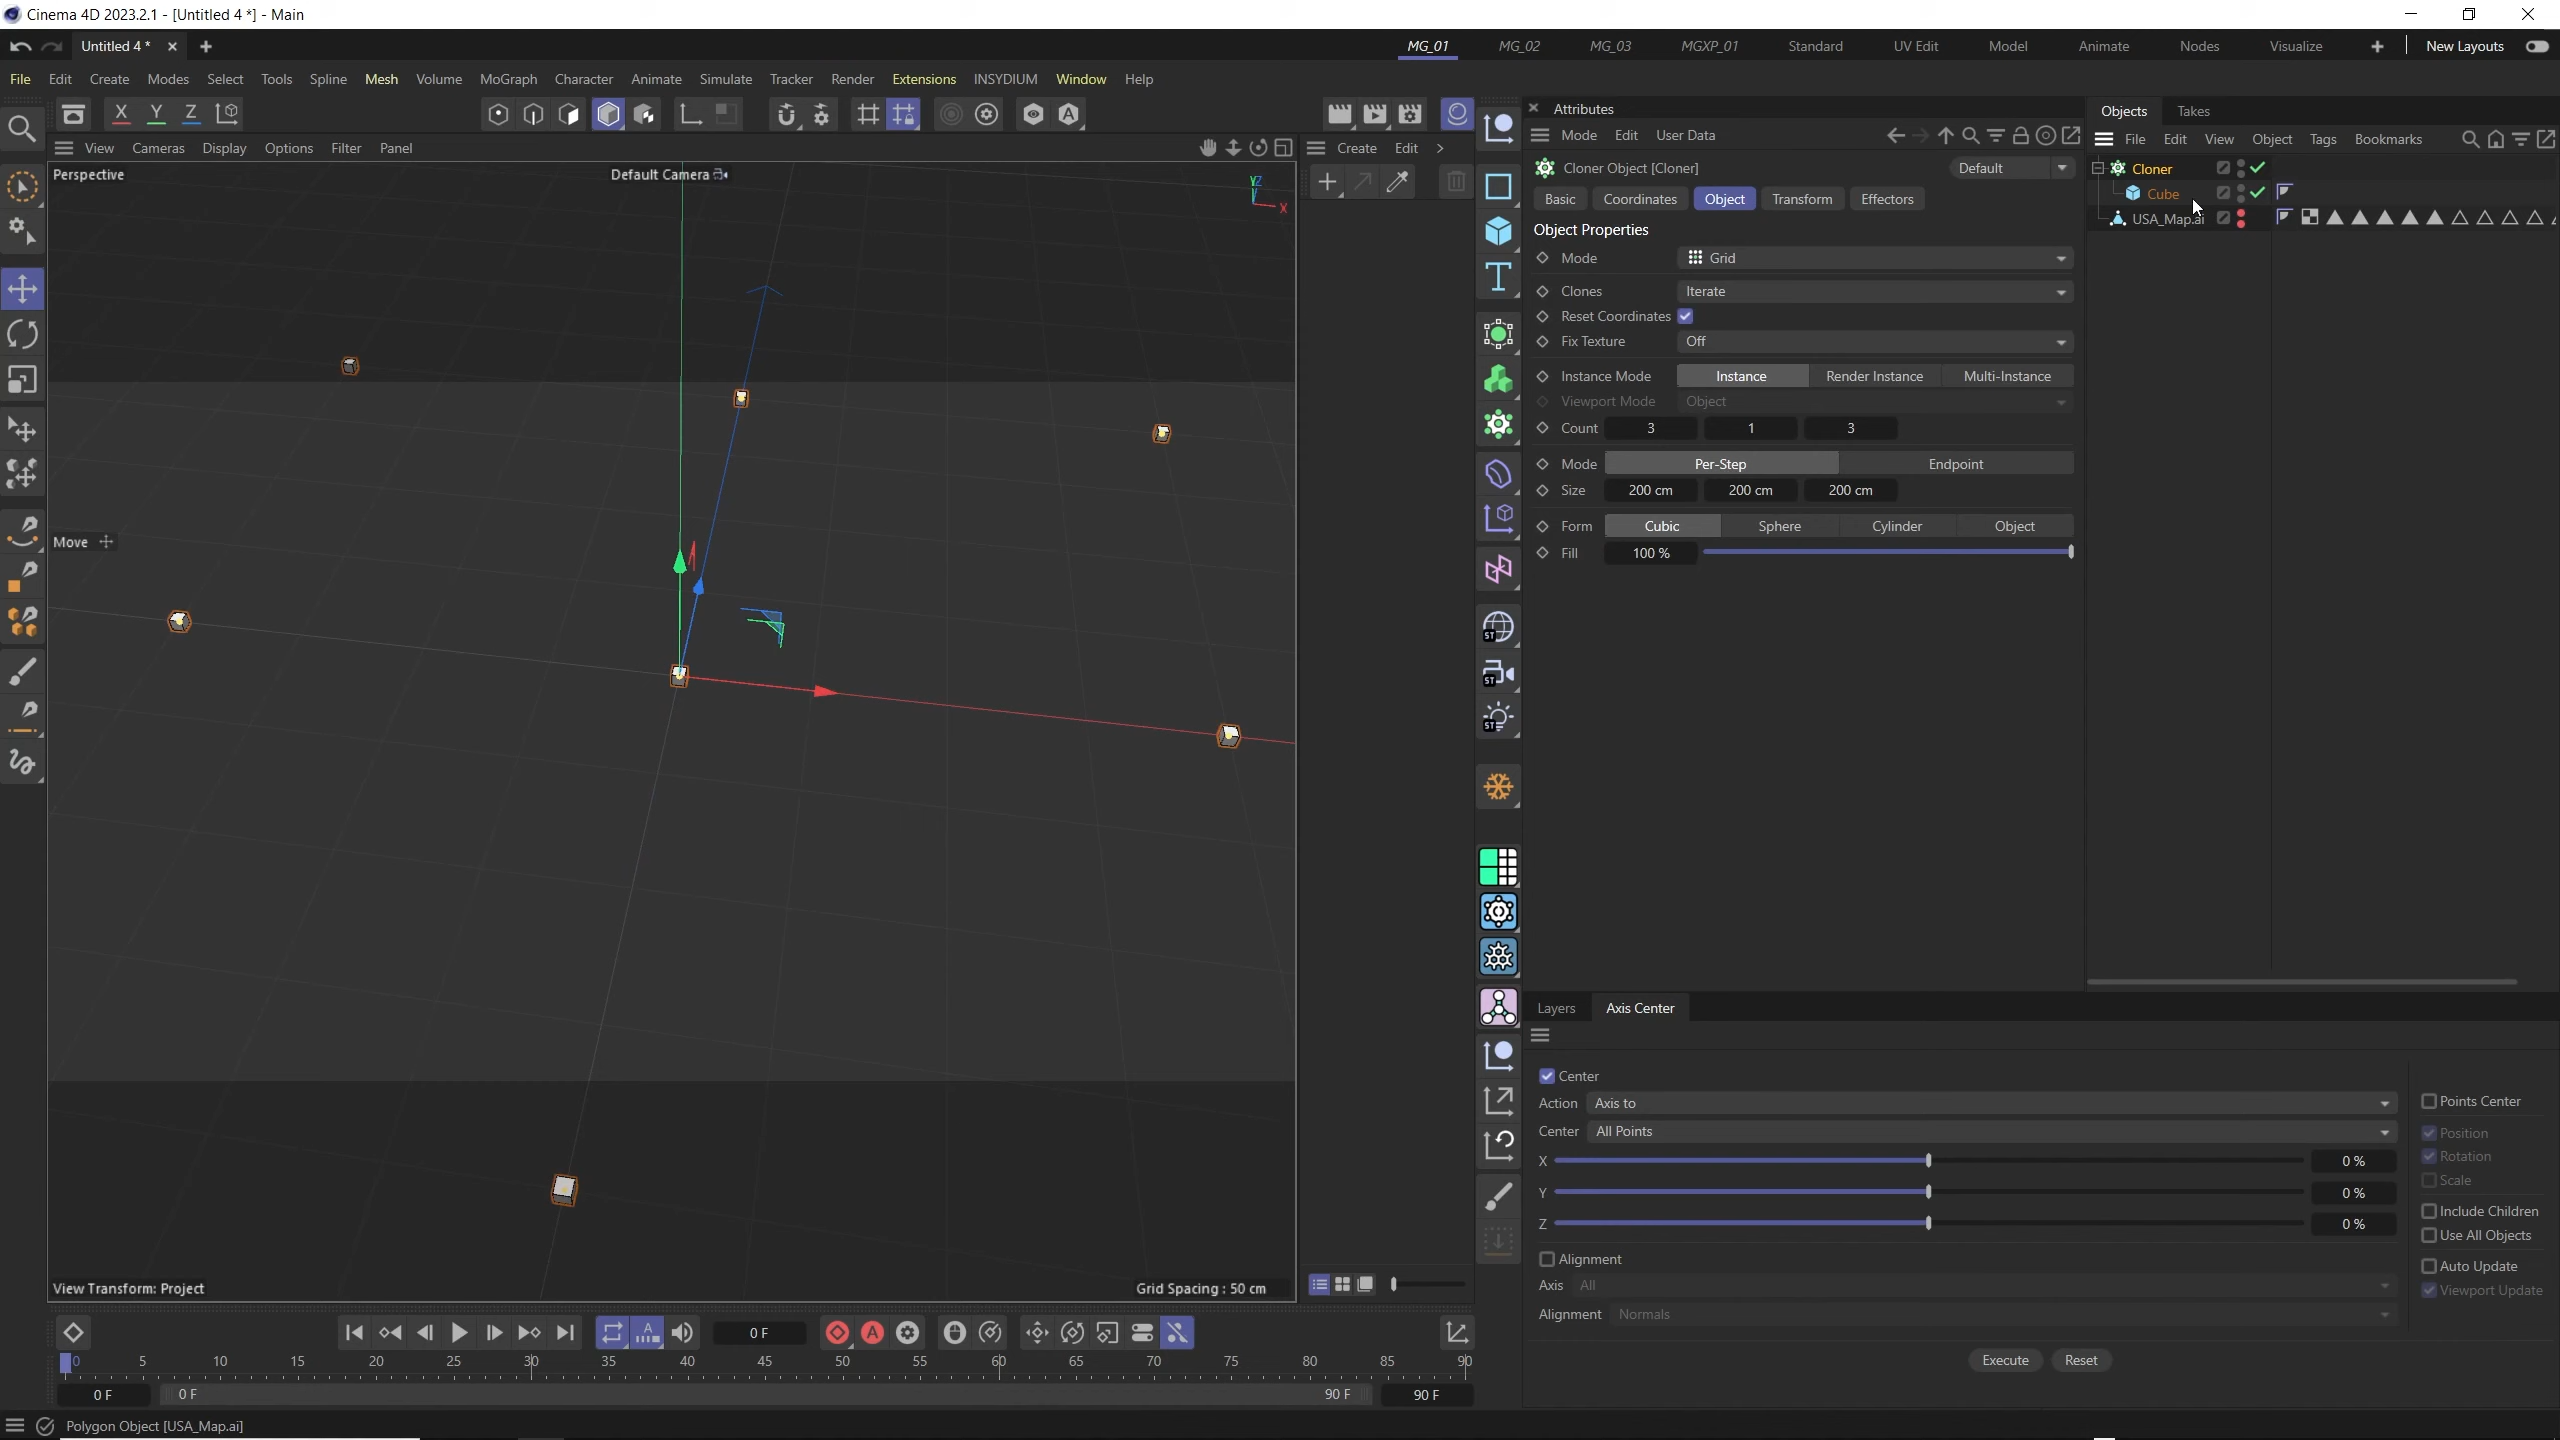 Cinema 4D 2023.2.1 - [Untitled 4 *] - Main
Untitled 4 *
MG_01 MG_02 MG_03 MGXP_01 Standard UV Edit Model Animate Nodes Visualize New Layouts
File Edit Create Modes Select Tools Spline Mesh Volume MoGraph Character Animate Simulate Tracker Render Extensions INSYDIUM Window Help
X Y Z
View Cameras Display Options Filter Panel
Create Edit
Perspective
Default Camera
Y Z X
Move
View Transform: Project
Grid Spacing : 50 cm
ST
ST
ST
Attributes
Mode Edit User Data
Cloner Object [Cloner]
Default
Basic Coordinates Object Transform Effectors
Object Properties
Mode Grid
Clones Iterate
Reset Coordinates
Fix Texture Off
Instance Mode Instance Render Instance Multi-Instance
Viewport Mode Object
Count 3 1 3
Mode Per-Step Endpoint
Size 200 cm 200 cm 200 cm
Form Cubic Sphere Cylinder Object
Fill 100 %
Objects Takes
File Edit View Object Tags Bookmarks
Cloner
Cube
USA_Map.ai
Layers Axis Center
Center
Action Axis to
Center All Points
X 0 %
Y 0 %
Z 0 %
Alignment
Axis All
Alignment Normals
Points Center
Position
Rotation
Scale
Include Children
Use All Objects
Auto Update
Viewport Update
Execute Reset
0 F
0 5 10 15 20 25 30 35 40 45 50 55 60 65 70 75 80 85 90
0 F 0 F 90 F 90 F
Polygon Object [USA_Map.ai]